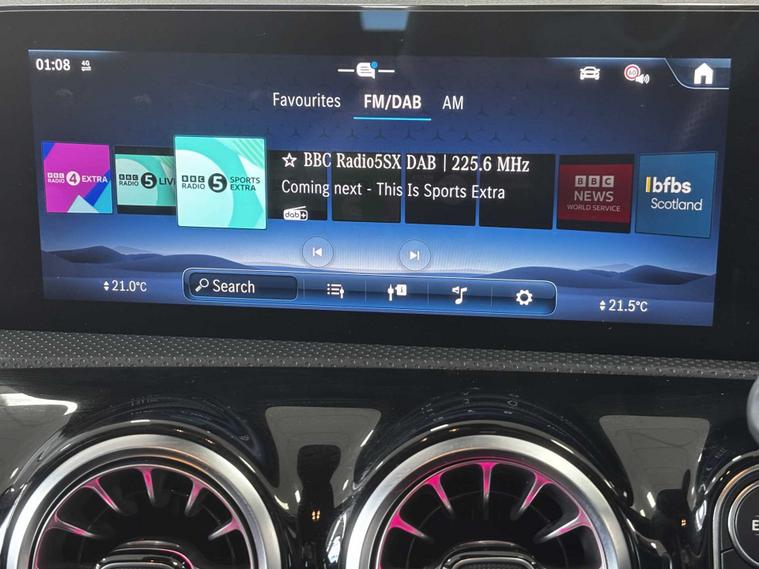 01:08 4G
60
Favourites FM/DAB AM
BBC RADIO 4 EXTRA
BBC RADIO 5 LIVE
BBC RADIO 5 SPORTS EXTRA
☆ BBC Radio5SX DAB | 225.6 MHz
Coming next - This Is Sports Extra
dab+
BBC NEWS WORLD SERVICE
bfbs Scotland
21.0°C
Search
21.5°C